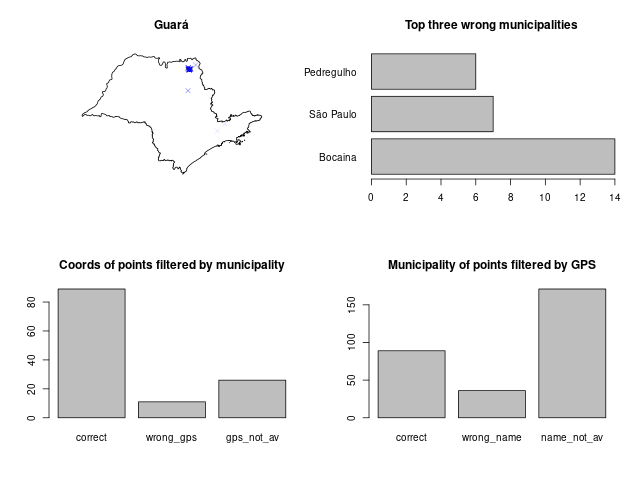 Guará
Top three wrong municipalities
Pedregulho
São Paulo
Bocaina
0 2 4 6 8 10 12 14
Coords of points filtered by municipality
0 20 40 60 80
correct wrong_gps gps_not_av
Municipality of points filtered by GPS
0 50 100 150
correct wrong_name name_not_av